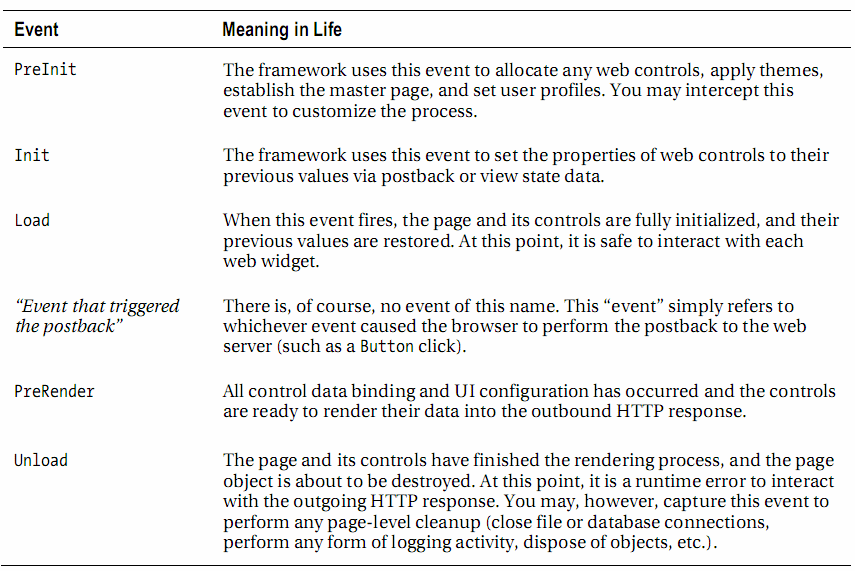 Event Meaning in Life
PreInit The framework uses this event to allocate any web controls, apply themes,
establish the master page, and set user profiles. You may intercept this
event to customize the process.
Init The framework uses this event to set the properties of web controls to their
previous values via postback or view state data.
Load When this event fires, the page and its controls are fully initialized, and their
previous values are restored. At this point, it is safe to interact with each
web widget.
“Event that triggered There is, of course, no event of this name. This “event” simply refers to
the postback” whichever event caused the browser to perform the postback to the web
server (such as a Button click).
PreRender All control data binding and UI configuration has occurred and the controls
are ready to render their data into the outbound HTTP response.
Unload The page and its controls have finished the rendering process, and the page
object is about to be destroyed. At this point, it is a runtime error to interact
with the outgoing HTTP response. You may, however, capture this event to
perform any page-level cleanup (close file or database connections,
perform any form of logging activity, dispose of objects, etc.).